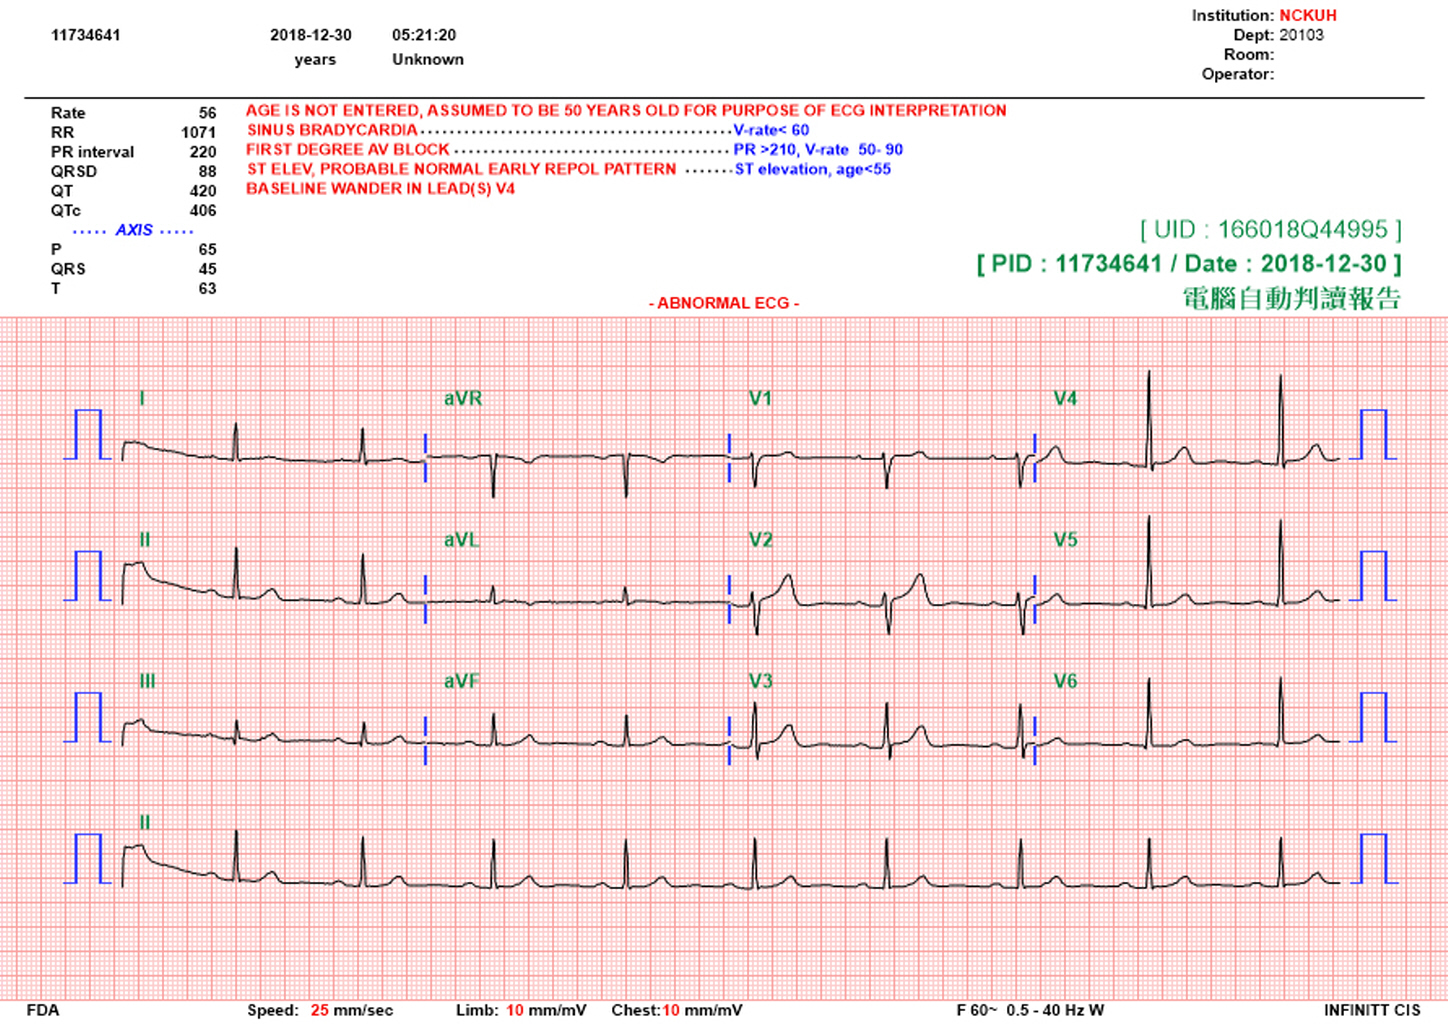 Institution: NCKUH
11734641 2018-12-30 05:21:20 Dept: 20103
years Unknown Room:
Operator:
Rate 56 AGE IS NOT ENTERED, ASSUMED TO BE 50 YEARS OLD FOR PURPOSE OF ECG INTERPRETATION
RR 1071 SINUS BRADYCARDIA......................................V-rate< 60
PR interval 220 FIRST DEGREE AV BLOCK..................................PR >210, V-rate 50- 90
QRSD 88 ST ELEV, PROBABLE NORMAL EARLY REPOL PATTERN .......ST elevation, age<55
QT 420 BASELINE WANDER IN LEAD(S) V4
QTc 406
..... AXIS .....
P 65
QRS 45
T 63
[ UID : 166018Q44995 ]
[ PID : 11734641 / Date : 2018-12-30 ]
電腦自動判讀報告
- ABNORMAL ECG -
I aVR V1 V4
II aVL V2 V5
III aVF V3 V6
II
FDA Speed: 25 mm/sec Limb: 10 mm/mV Chest:10 mm/mV F 60~ 0.5 - 40 Hz W INFINITT CIS